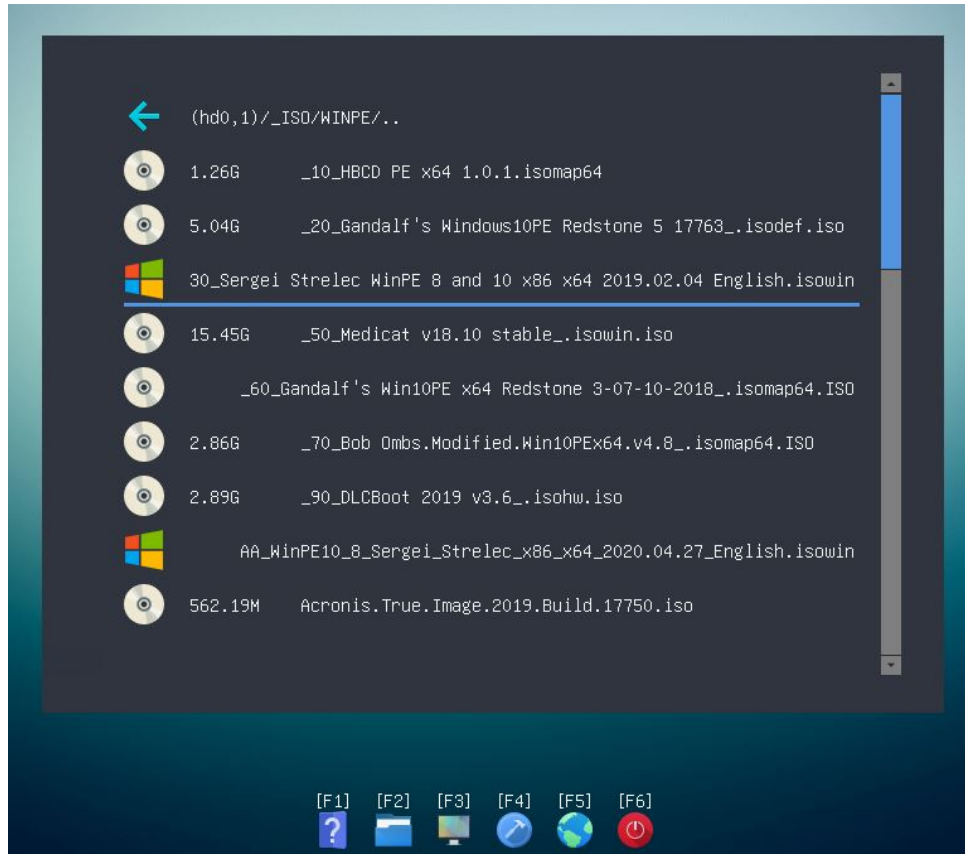 (hd0,1)/_ISO/WINPE/..
1.26G _10_HBCD PE x64 1.0.1.isomap64
5.04G _20_Gandalf's Windows10PE Redstone 5 17763_.isodef.iso
30_Sergei Strelec WinPE 8 and 10 x86 x64 2019.02.04 English.isowin
15.45G _50_Medicat v18.10 stable_.isowin.iso
_60_Gandalf's Win10PE x64 Redstone 3-07-10-2018_.isomap64.ISO
2.86G _70_Bob Ombs.Modified.Win10PEx64.v4.8_.isomap64.ISO
2.89G _90_DLCBoot 2019 v3.6_.isohw.iso
AA_WinPE10_8_Sergei_Strelec_x86_x64_2020.04.27_English.isowin
562.19M Acronis.True.Image.2019.Build.17750.iso
[F1] [F2] [F3] [F4] [F5] [F6]
?